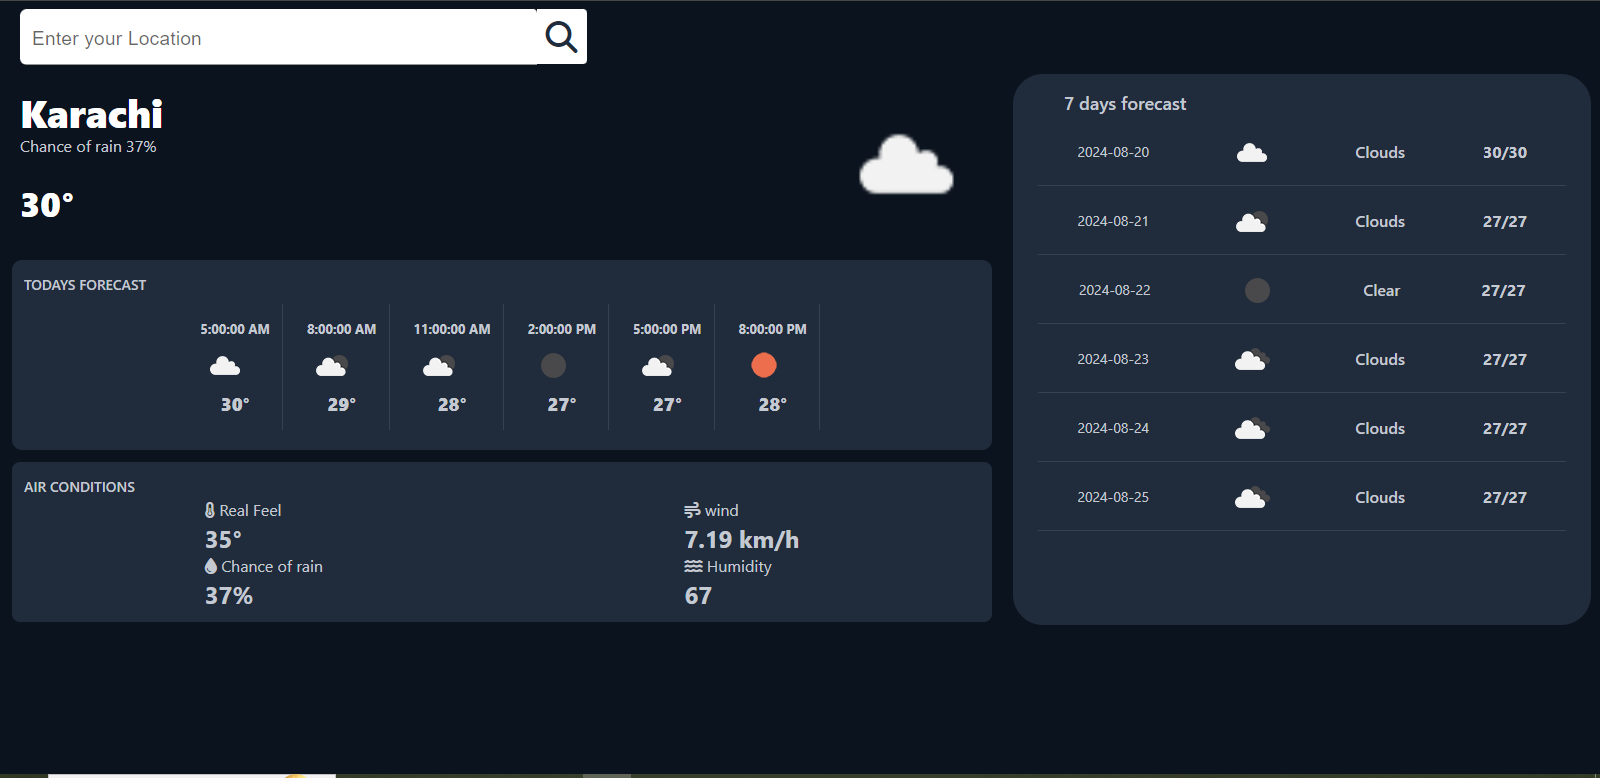 Enter your Location
Karachi
Chance of rain 37%
30°
TODAYS FORECAST
5:00:00 AM 8:00:00 AM 11:00:00 AM 2:00:00 PM 5:00:00 PM 8:00:00 PM
30° 29° 28° 27° 27° 28°
AIR CONDITIONS
Real Feel wind
35° 7.19 km/h
Chance of rain Humidity
37% 67
7 days forecast
2024-08-20 Clouds 30/30
2024-08-21 Clouds 27/27
2024-08-22 Clear 27/27
2024-08-23 Clouds 27/27
2024-08-24 Clouds 27/27
2024-08-25 Clouds 27/27